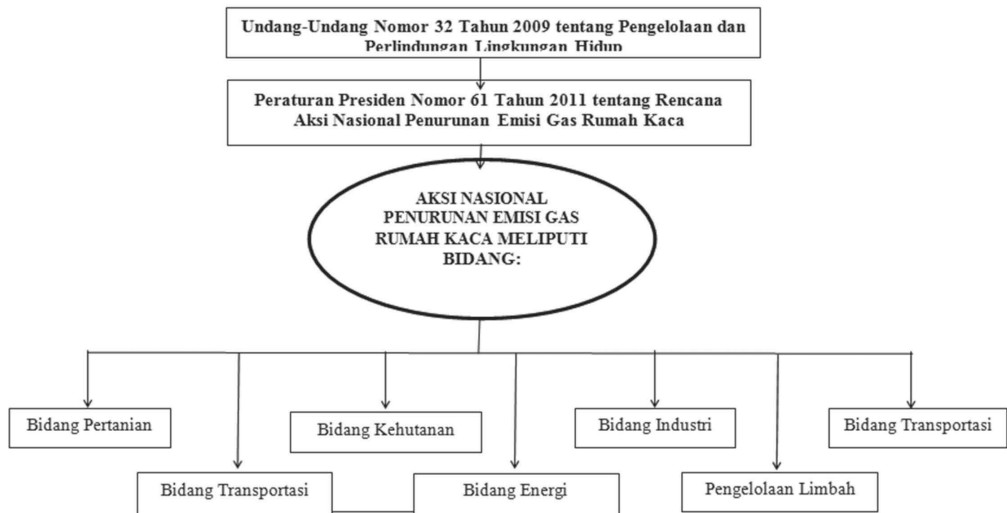 Undang-Undang Nomor 32 Tahun 2009 tentang Pengelolaan dan
Perlindungan Lingkungan Hidup
Peraturan Presiden Nomor 61 Tahun 2011 tentang Rencana
Aksi Nasional Penurunan Emisi Gas Rumah Kaca
AKSI NASIONAL
PENURUNAN EMISI GAS
RUMAH KACA MELIPUTI
BIDANG:
Bidang Pertanian
Bidang Kehutanan
Bidang Industri
Bidang Transportasi
Bidang Transportasi
Bidang Energi
Pengelolaan Limbah